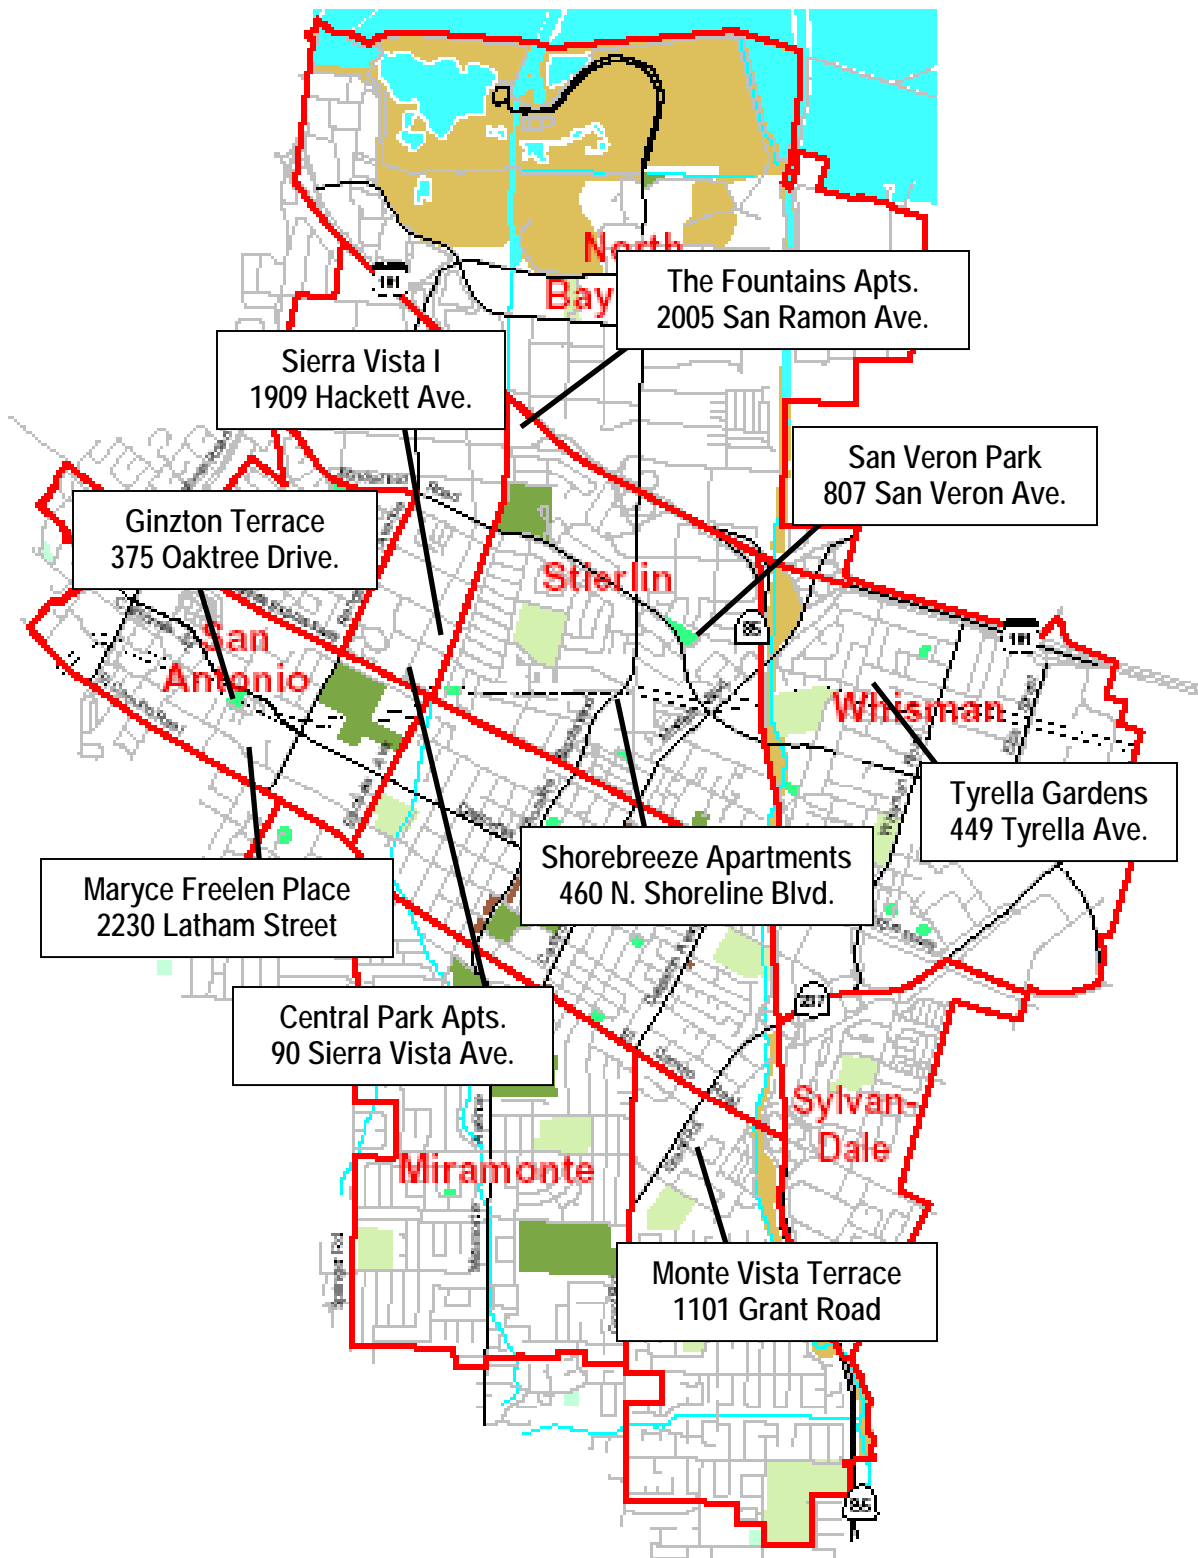 North
Bay
The Fountains Apts.
2005 San Ramon Ave.
101
Sierra Vista I
1909 Hackett Ave.
San Veron Park
807 San Veron Ave.
Road
Ginzton Terrace
375 Oaktree Drive.
Stierlin
85
101
San
Antonio
Whisman
Tyrella Gardens
449 Tyrella Ave.
Shorebreeze Apartments
460 N. Shoreline Blvd.
Maryce Freelen Place
2230 Latham Street
237
Central Park Apts.
90 Sierra Vista Ave.
Sylvan-
Dale
Miramonte
Monte Vista Terrace
1101 Grant Road
85